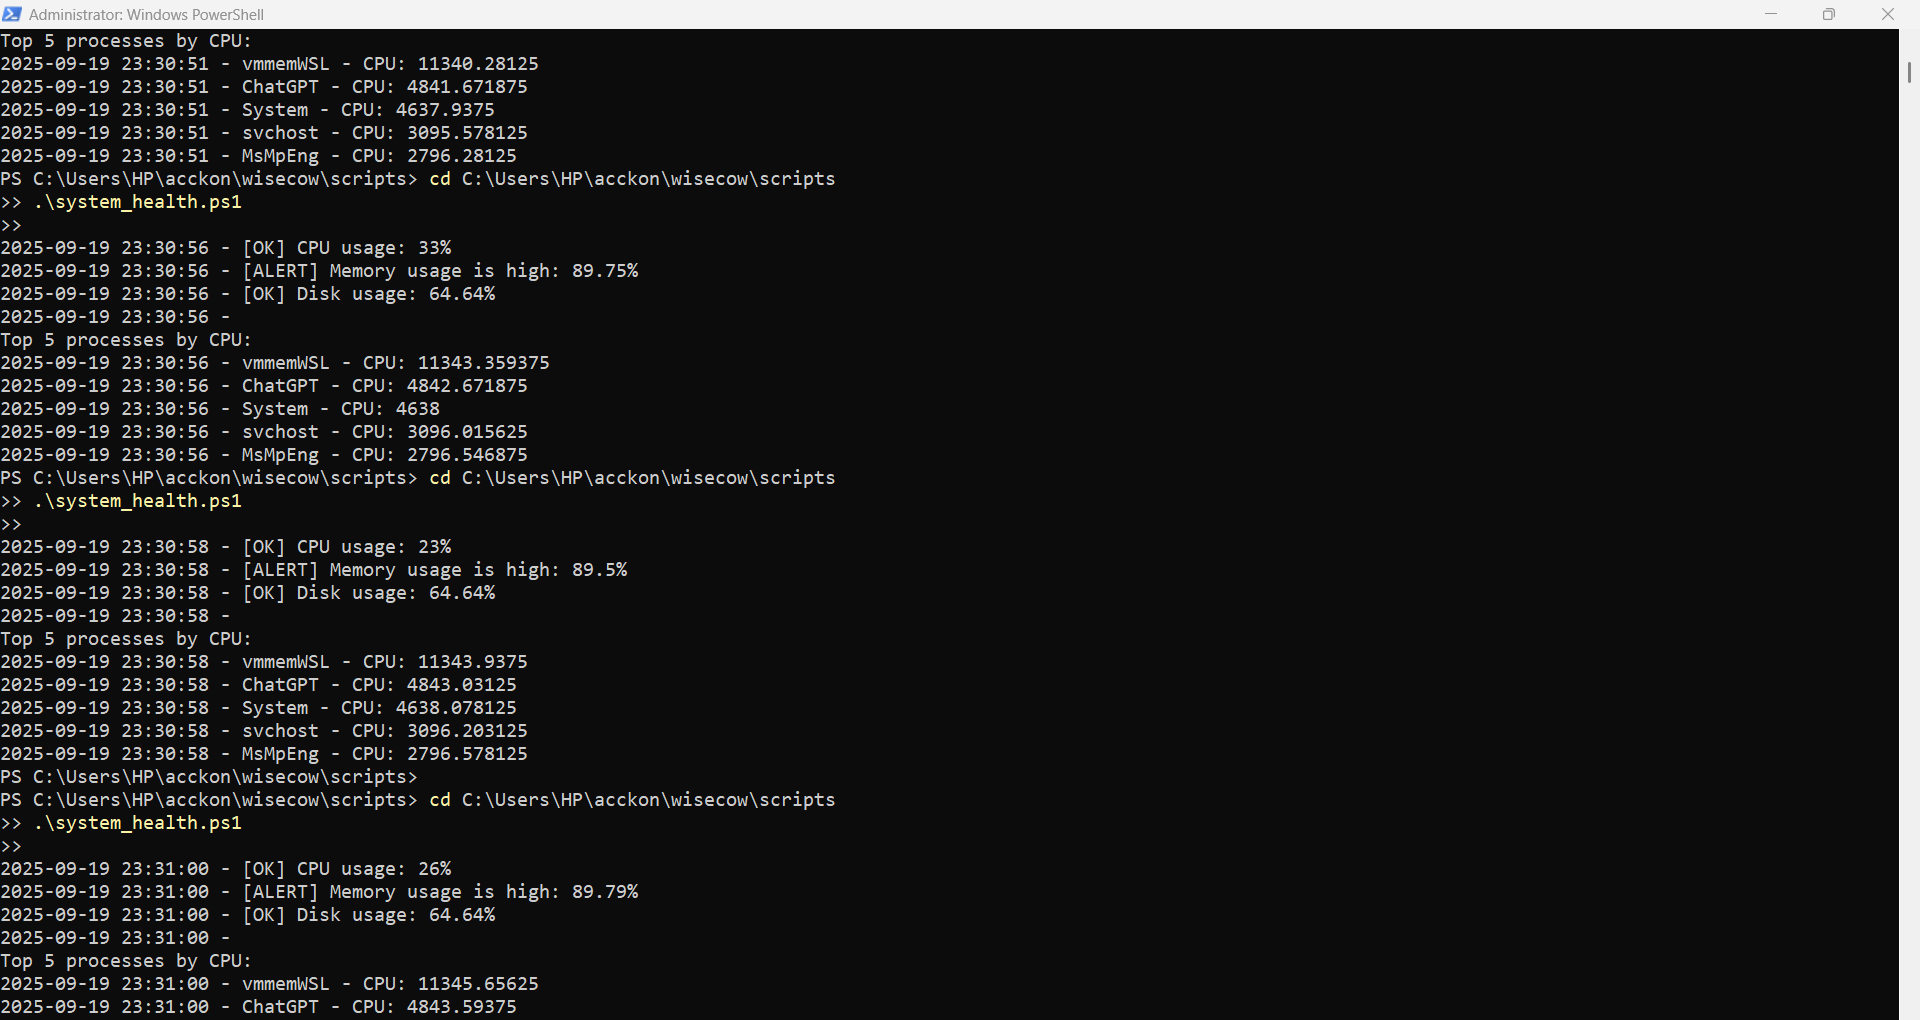 Administrator: Windows PowerShell
Top 5 processes by CPU:
2025-09-19 23:30:51 - vmmemWSL - CPU: 11340.28125
2025-09-19 23:30:51 - ChatGPT - CPU: 4841.671875
2025-09-19 23:30:51 - System - CPU: 4637.9375
2025-09-19 23:30:51 - svchost - CPU: 3095.578125
2025-09-19 23:30:51 - MsMpEng - CPU: 2796.28125
PS C:\Users\HP\acckon\wisecow\scripts> cd C:\Users\HP\acckon\wisecow\scripts
>> .\system_health.ps1
>>
2025-09-19 23:30:56 - [OK] CPU usage: 33%
2025-09-19 23:30:56 - [ALERT] Memory usage is high: 89.75%
2025-09-19 23:30:56 - [OK] Disk usage: 64.64%
2025-09-19 23:30:56 -
Top 5 processes by CPU:
2025-09-19 23:30:56 - vmmemWSL - CPU: 11343.359375
2025-09-19 23:30:56 - ChatGPT - CPU: 4842.671875
2025-09-19 23:30:56 - System - CPU: 4638
2025-09-19 23:30:56 - svchost - CPU: 3096.015625
2025-09-19 23:30:56 - MsMpEng - CPU: 2796.546875
PS C:\Users\HP\acckon\wisecow\scripts> cd C:\Users\HP\acckon\wisecow\scripts
>> .\system_health.ps1
>>
2025-09-19 23:30:58 - [OK] CPU usage: 23%
2025-09-19 23:30:58 - [ALERT] Memory usage is high: 89.5%
2025-09-19 23:30:58 - [OK] Disk usage: 64.64%
2025-09-19 23:30:58 -
Top 5 processes by CPU:
2025-09-19 23:30:58 - vmmemWSL - CPU: 11343.9375
2025-09-19 23:30:58 - ChatGPT - CPU: 4843.03125
2025-09-19 23:30:58 - System - CPU: 4638.078125
2025-09-19 23:30:58 - svchost - CPU: 3096.203125
2025-09-19 23:30:58 - MsMpEng - CPU: 2796.578125
PS C:\Users\HP\acckon\wisecow\scripts>
PS C:\Users\HP\acckon\wisecow\scripts> cd C:\Users\HP\acckon\wisecow\scripts
>> .\system_health.ps1
>>
2025-09-19 23:31:00 - [OK] CPU usage: 26%
2025-09-19 23:31:00 - [ALERT] Memory usage is high: 89.79%
2025-09-19 23:31:00 - [OK] Disk usage: 64.64%
2025-09-19 23:31:00 -
Top 5 processes by CPU:
2025-09-19 23:31:00 - vmmemWSL - CPU: 11345.65625
2025-09-19 23:31:00 - ChatGPT - CPU: 4843.59375